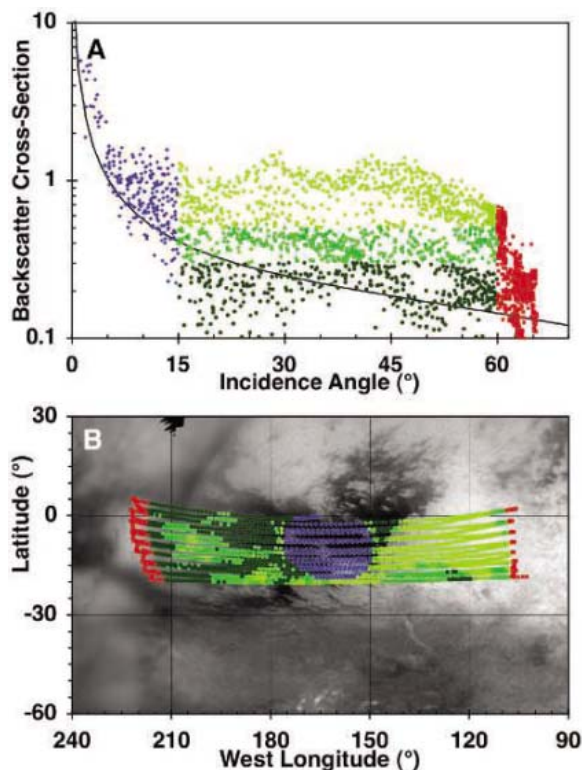 A
10
1
0.1
Backscatter Cross-Section
0 15 30 45 60
Incidence Angle (°)
B
30
0
-30
-60
Latitude (°)
240 210 180 150 120 90
West Longitude (°)